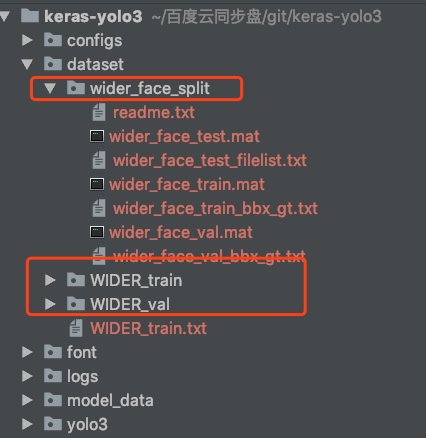 keras-yolo3 ~/百度云同步盘/git/keras-yolo3
configs
dataset
wider_face_split
readme.txt
wider_face_test.mat
wider_face_test_filelist.txt
wider_face_train.mat
wider_face_train_bbx_gt.txt
wider_face_val.mat
wider_face_val_bbx_gt.txt
WIDER_train
WIDER_val
WIDER_train.txt
font
logs
model_data
yolo3